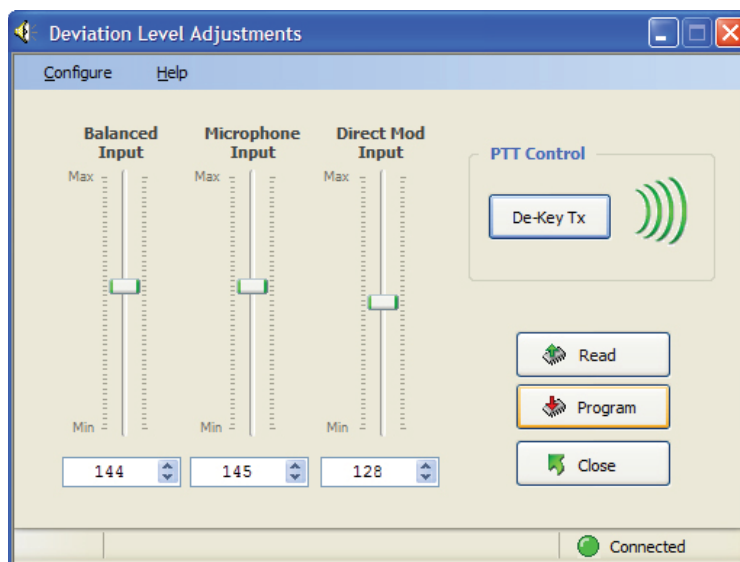 Deviation Level Adjustments
Configure Help
Balanced Input
Microphone Input
Direct Mod Input
Max
Max
Max
Min
Min
Min
144
145
128
PTT Control
De-Key Tx
Read
Program
Close
Connected